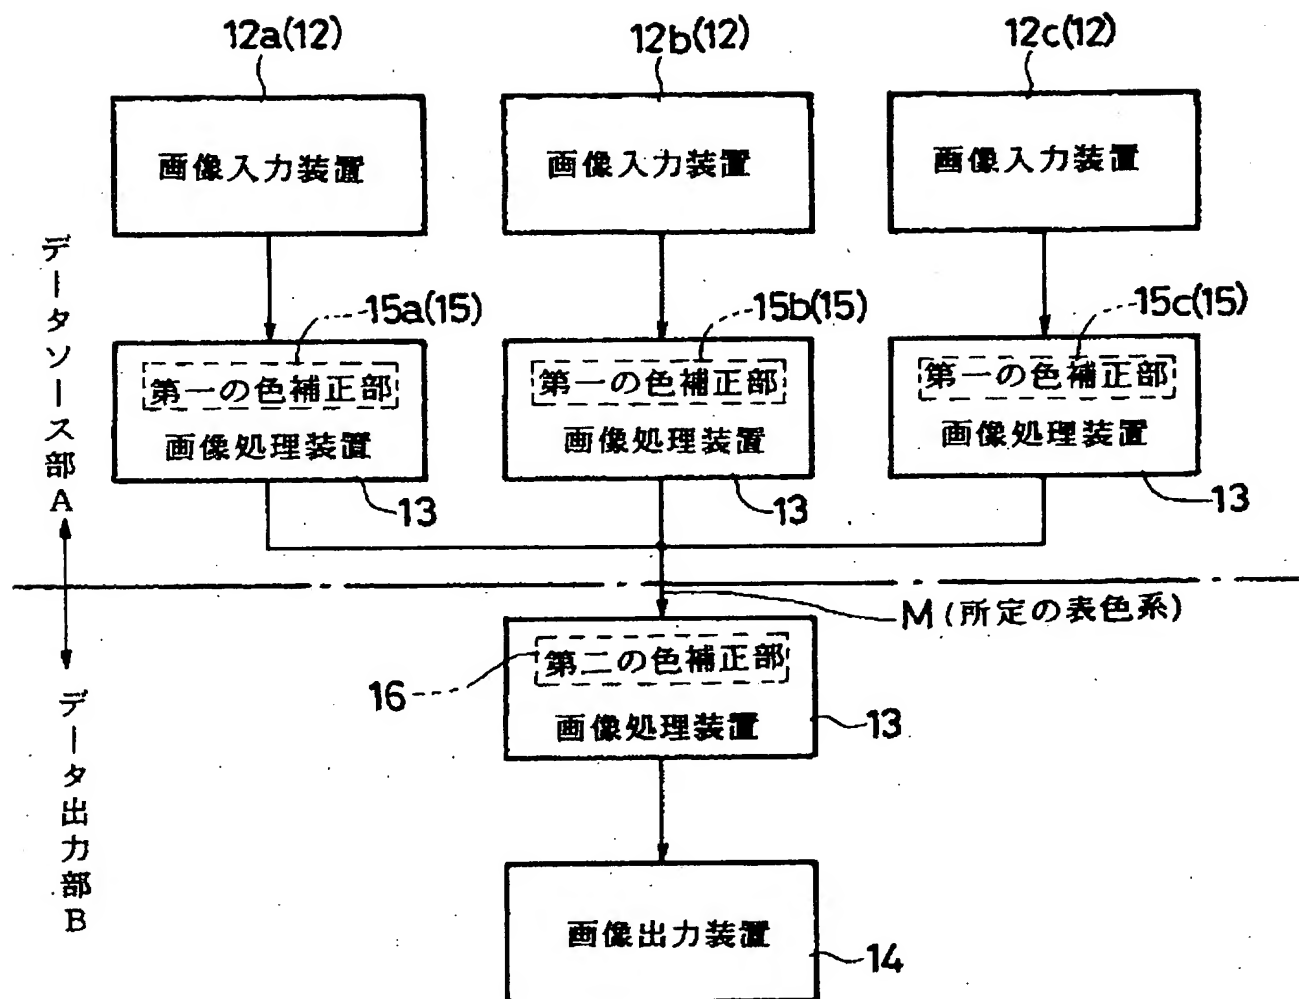 12a(12)
12b(12)
12c(12)
画像入力装置
画像入力装置
画像入力装置
データソース部A
15a(15)
15b(15)
15c(15)
第一の色補正部
第一の色補正部
第一の色補正部
画像処理装置
画像処理装置
画像処理装置
13
13
13
M(所定の表色系)
第二の色補正部
16
画像処理装置
13
データ出力部B
画像出力装置
14